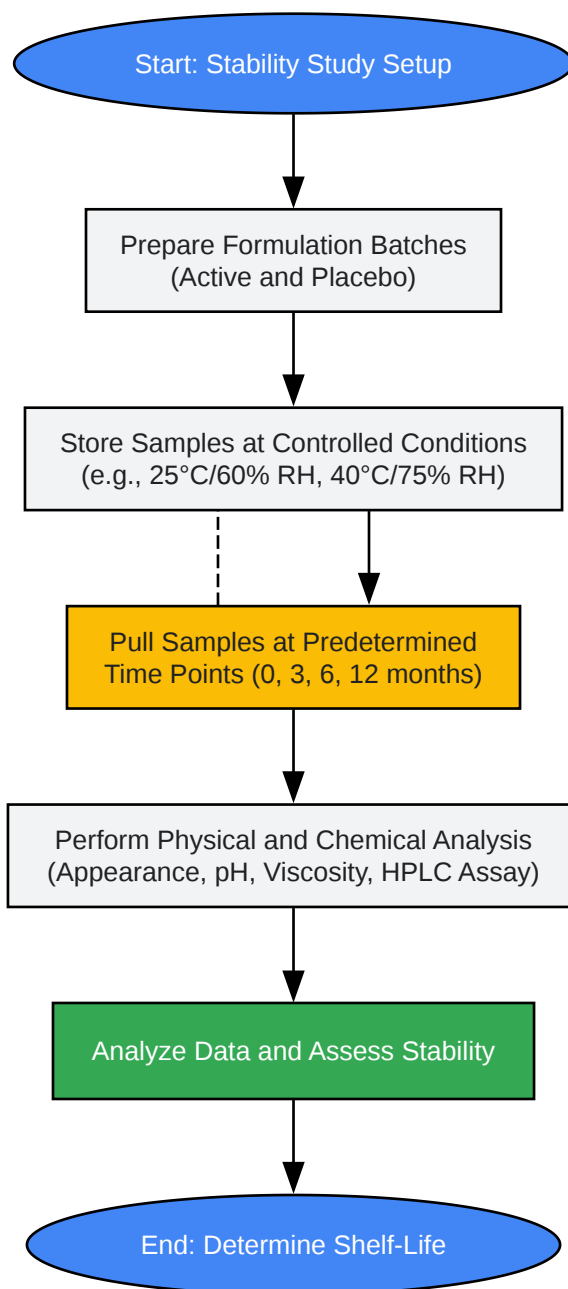 Start: Stability Study Setup
Prepare Formulation Batches
(Active and Placebo)
Store Samples at Controlled Conditions
(e.g., 25°C/60% RH, 40°C/75% RH)
Pull Samples at Predetermined
Time Points (0, 3, 6, 12 months)
Perform Physical and Chemical Analysis
(Appearance, pH, Viscosity, HPLC Assay)
Analyze Data and Assess Stability
End: Determine Shelf-Life